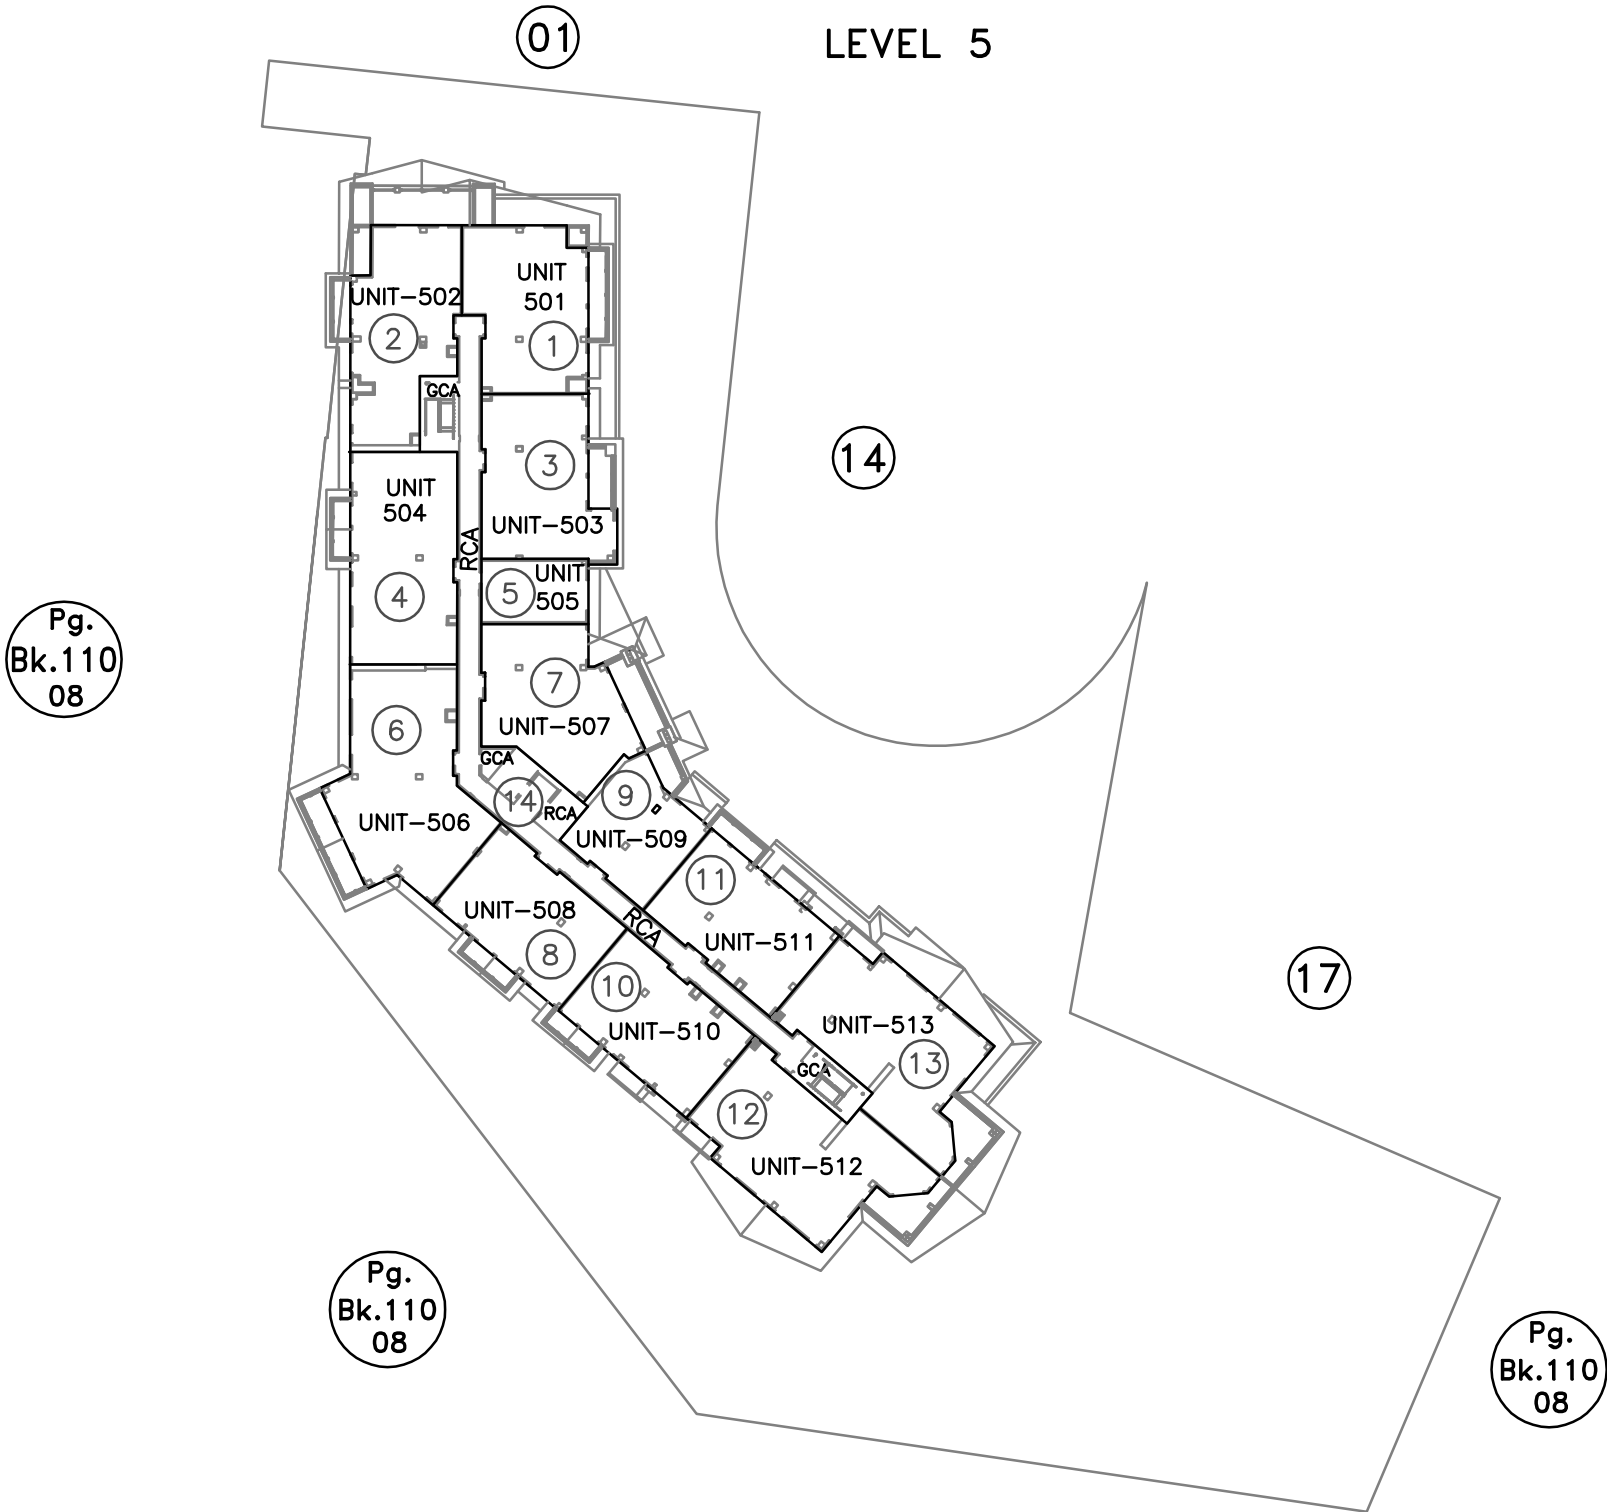 01
LEVEL 5
UNIT
501
1
UNIT-502
2
GCA
3
UNIT-503
14
UNIT
504
4
RCA
5
UNIT
505
Pg.
Bk.110
08
7
UNIT-507
6
UNIT-506
GCA
14
RCA
9
UNIT-509
11
UNIT-511
UNIT-508
8
RCA
10
UNIT-510
17
UNIT-513
13
GCA
12
UNIT-512
Pg.
Bk.110
08
Pg.
Bk.110
08